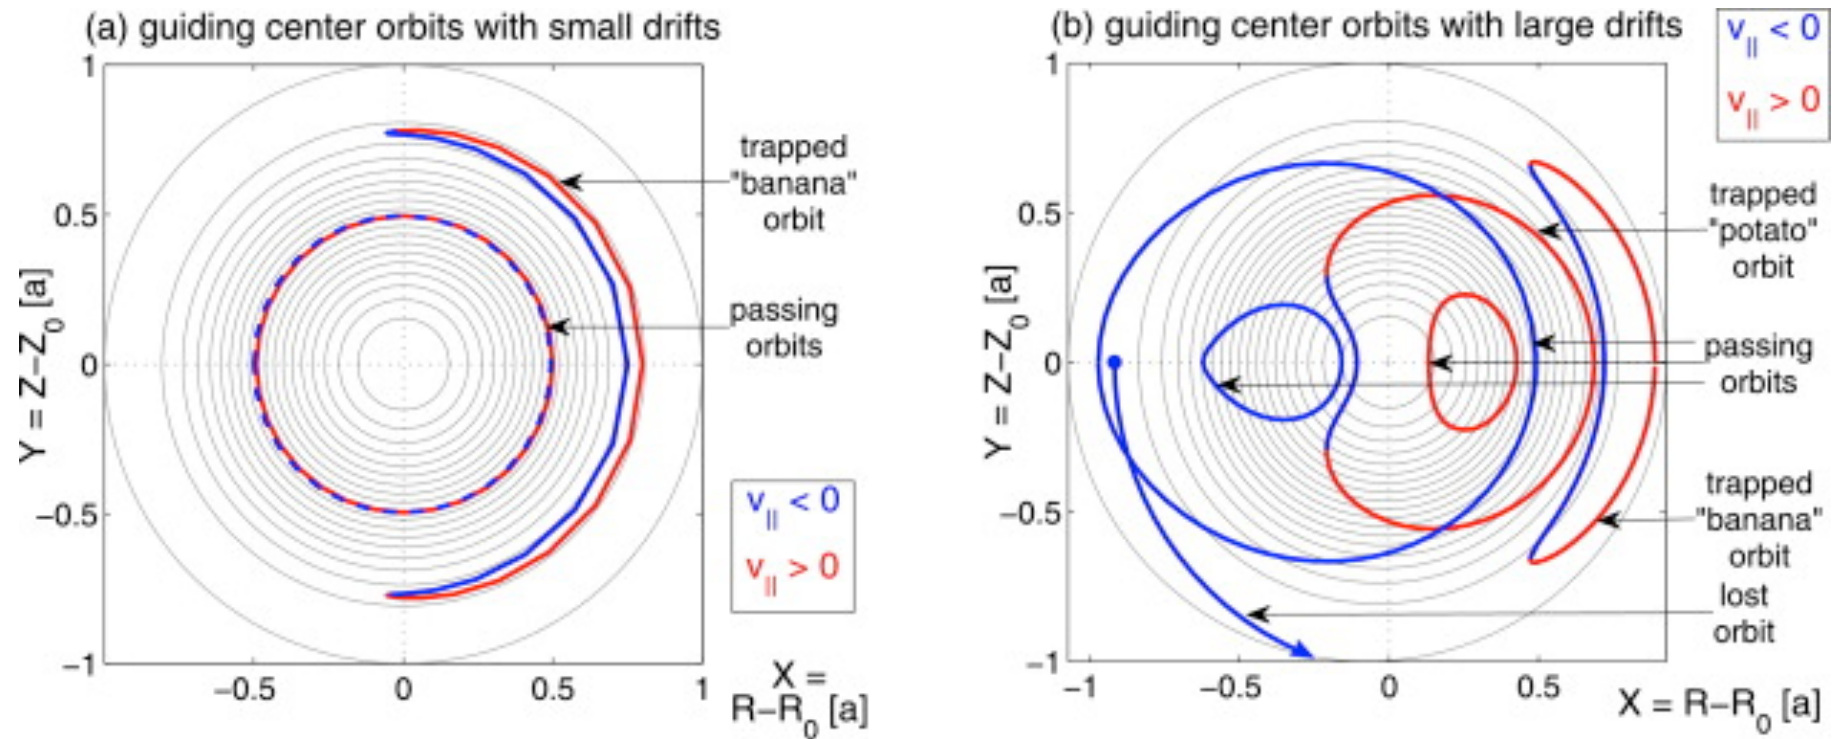 (a) guiding center orbits with small drifts
1
0.5
0
−0.5
−1
−0.5
0
0.5
1
Y = Z−Z0 [a]
X =
R−R0 [a]
trapped
"banana"
orbit
passing
orbits
v|| < 0
v|| > 0
(b) guiding center orbits with large drifts
v|| < 0
v|| > 0
1
0.5
0
−0.5
−1
−1
−0.5
0
0.5
Y = Z−Z0 [a]
X = R−R0 [a]
trapped
"potato"
orbit
passing
orbits
trapped
"banana"
orbit
lost
orbit